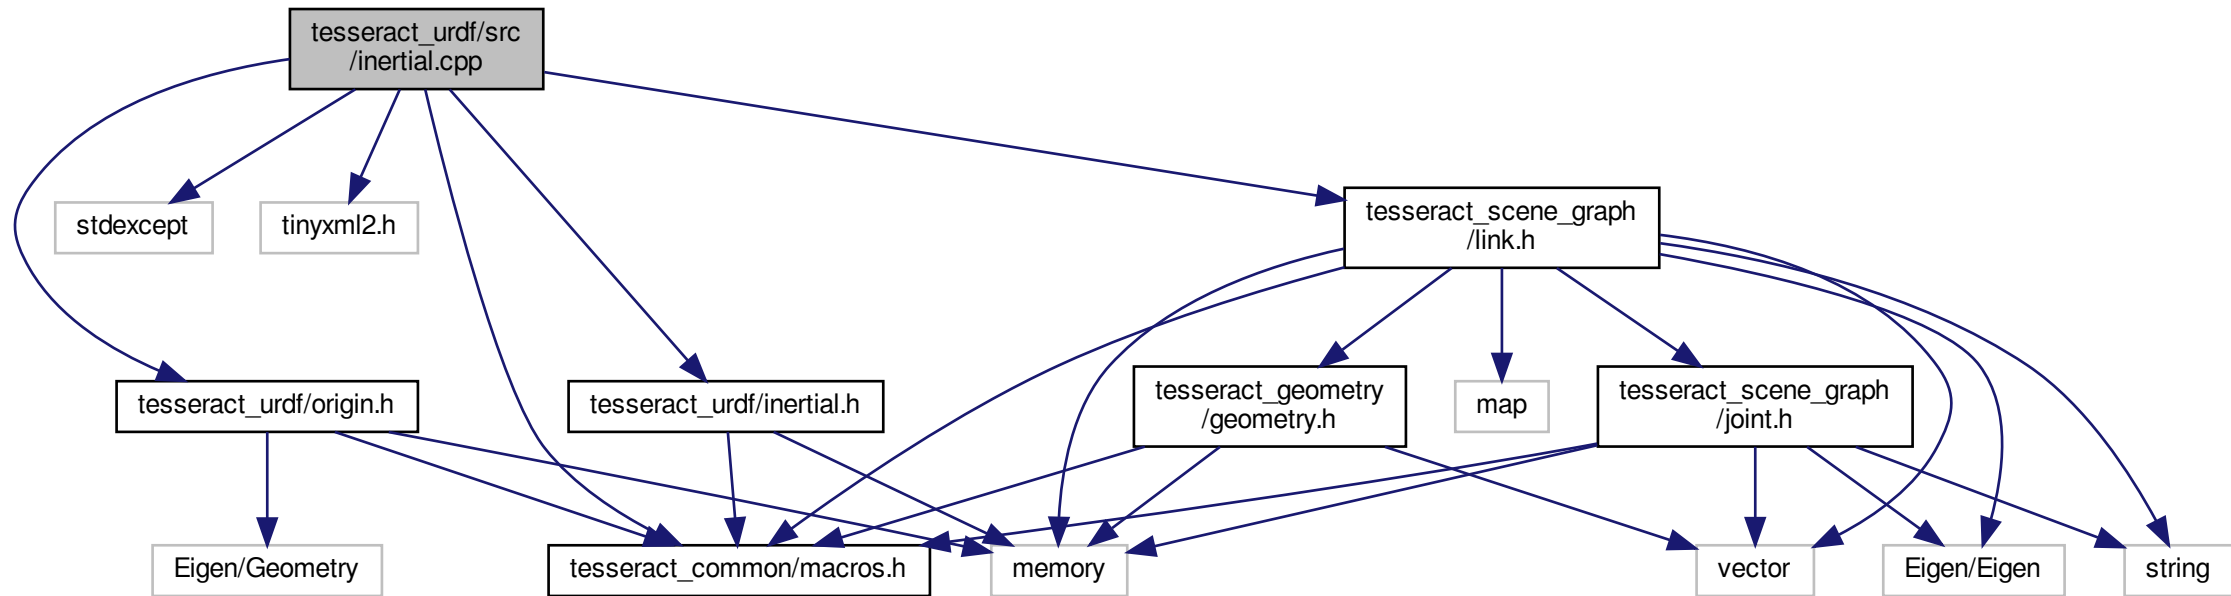 tesseract_urdf/src
/inertial.cpp
stdexcept
tinyxml2.h
tesseract_scene_graph
/link.h
tesseract_urdf/origin.h
tesseract_urdf/inertial.h
tesseract_geometry
/geometry.h
map
tesseract_scene_graph
/joint.h
Eigen/Geometry
tesseract_common/macros.h
memory
vector
Eigen/Eigen
string